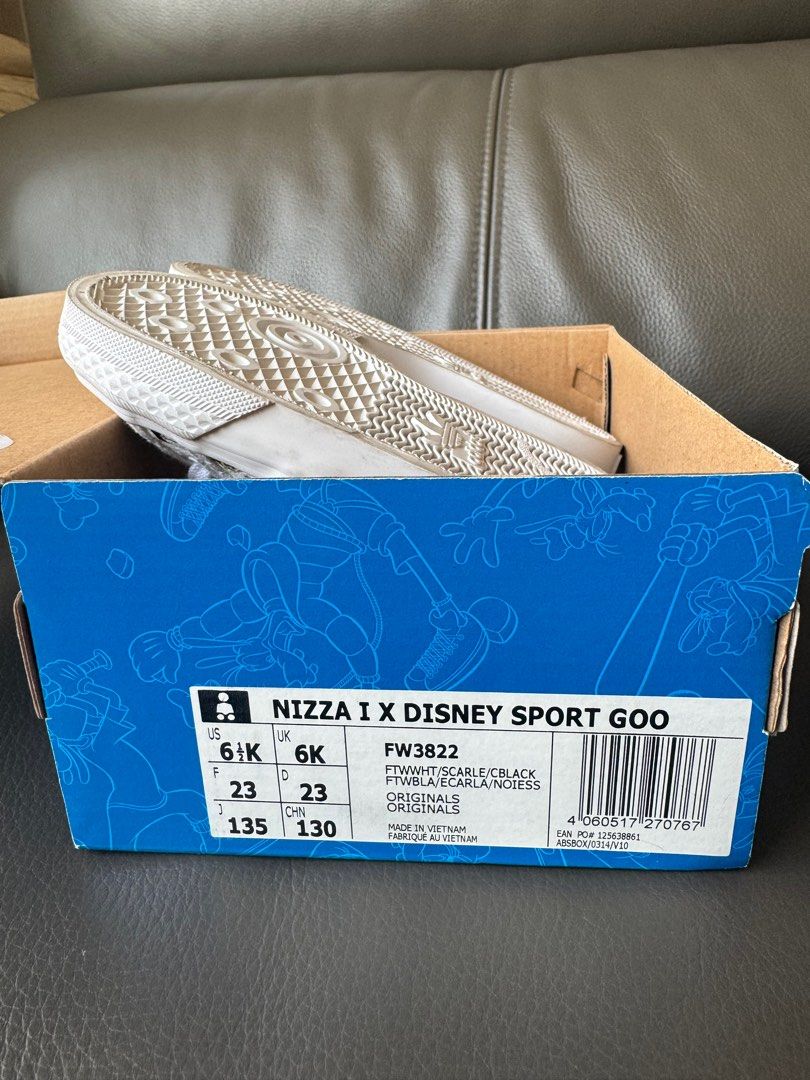 NIZZA I X DISNEY SPORT GOO
US 6½K UK 6K
F 23 D 23
J 135 CHN 130
FW3822
FTWWHT/SCARLE/CBLACK
FTWBLA/ECARLA/NOIESS
ORIGINALS
ORIGINALS
MADE IN VIETNAM
FABRIQUÉ AU VIETNAM
4 060517 270767
EAN PO# 125638861
ABSBOX/0314/V10